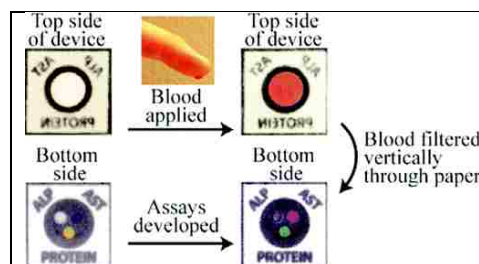 Top side
of device
AST
ALP
PROTEIN
Blood
applied
Top side
of device
AST
ALP
PROTEIN
Blood filtered
vertically
through paper
Bottom
side
ALP
AST
PROTEIN
Assays
developed
Bottom
side
ALP
AST
PROTEIN